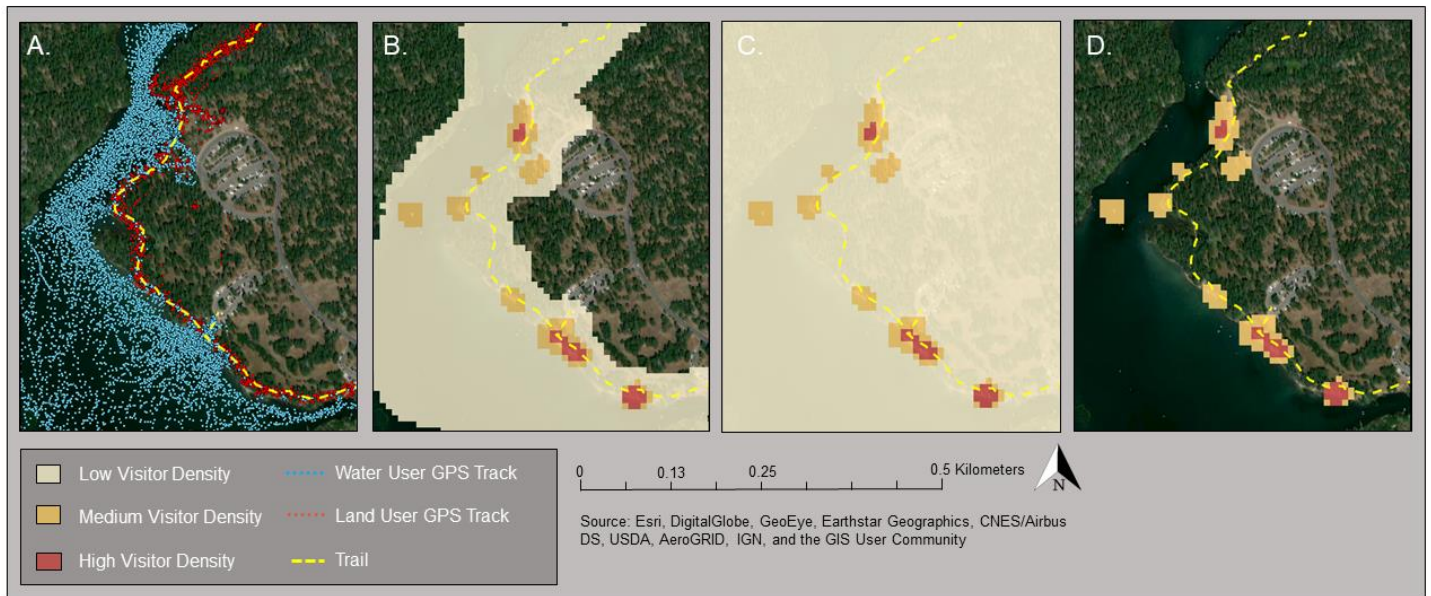 A.
B.
C.
D.
Low Visitor Density
Medium Visitor Density
High Visitor Density
Water User GPS Track
Land User GPS Track
Trail
0 0.13 0.25 0.5 Kilometers
N
Source: Esri, DigitalGlobe, GeoEye, Earthstar Geographics, CNES/Airbus
DS, USDA, AeroGRID, IGN, and the GIS User Community